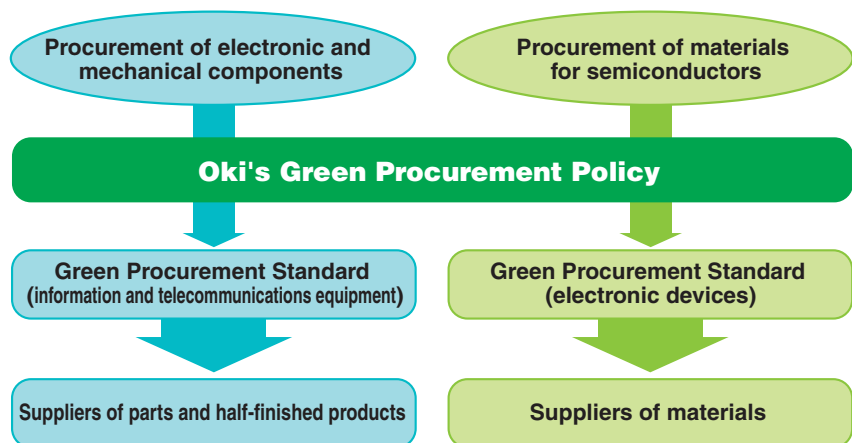 Procurement of electronic and
mechanical components
Procurement of materials
for semiconductors
Oki's Green Procurement Policy
Green Procurement Standard
(information and telecommunications equipment)
Green Procurement Standard
(electronic devices)
Suppliers of parts and half-finished products
Suppliers of materials